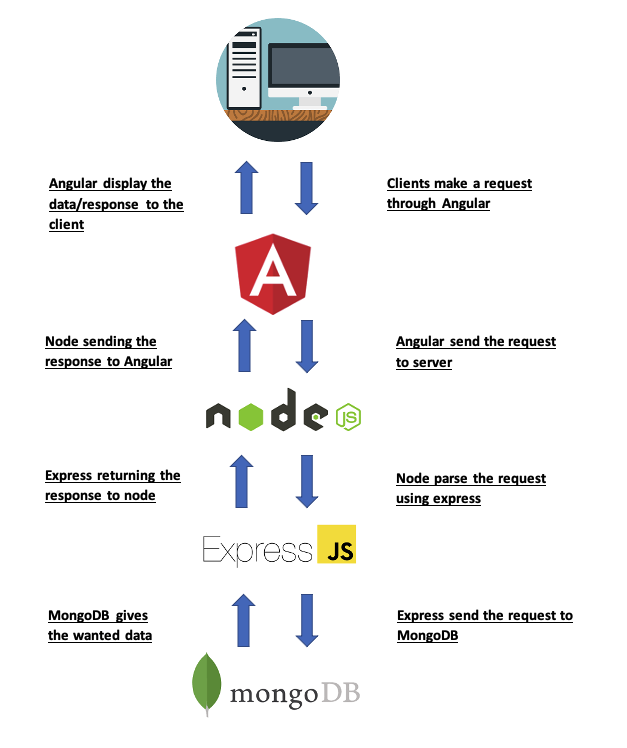 Angular display the
data/response to the
client
Clients make a request
through Angular
A
Node sending the
response to Angular
Angular send the request
to server
node
JS
Express returning the
response to node
Node parse the request
using express
Express JS
MongoDB gives
the wanted data
Express send the request to
MongoDB
mongoDB